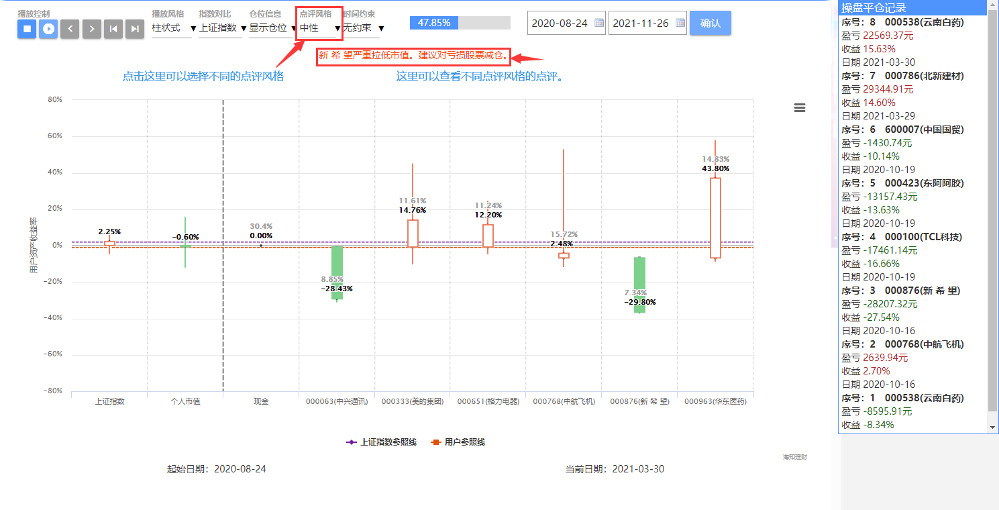 播放控制 播放风格 指数对比 仓位信息 点评风格 时间约束
柱状式 ▼ 上证指数 ▼ 显示仓位 ▼ 中性 ▼ 无约束 ▼
47.85%
2020-08-24 2021-11-26 确认
新 希 望严重拉低市值。建议对亏损股票减仓。
点击这里可以选择不同的点评风格
这里可以查看不同点评风格的点评。
用户资产收益率
80%
60%
40%
20%
0%
-20%
-40%
-60%
-80%
2.25%
-0.60%
30.4%
0.00%
8.85%
-28.43%
11.61%
14.76%
11.24%
12.20%
15.72%
2.48%
7.34%
-29.80%
14.83%
43.80%
上证指数 个人市值 现金 000063(中兴通讯) 000333(美的集团) 000651(格力电器) 000768(中航飞机) 000876(新 希 望) 000963(华东医药)
上证指数参照线 用户参照线
海知理财
起始日期：2020-08-24 当前日期：2021-03-30
操盘平仓记录
序号：8 000538(云南白药)
盈亏 22569.37元
收益 15.63%
日期 2021-03-30
序号：7 000786(北新建材)
盈亏 29344.91元
收益 14.60%
日期 2021-03-29
序号：6 600007(中国国贸)
盈亏 -1430.74元
收益 -10.14%
日期 2020-10-19
序号：5 000423(东阿阿胶)
盈亏 -13157.43元
收益 -13.63%
日期 2020-10-19
序号：4 000100(TCL科技)
盈亏 -17461.14元
收益 -16.66%
日期 2020-10-19
序号：3 000876(新 希 望)
盈亏 -28207.32元
收益 -27.54%
日期 2020-10-16
序号：2 000768(中航飞机)
盈亏 2639.94元
收益 2.70%
日期 2020-10-16
序号：1 000538(云南白药)
盈亏 -8595.91元
收益 -8.34%